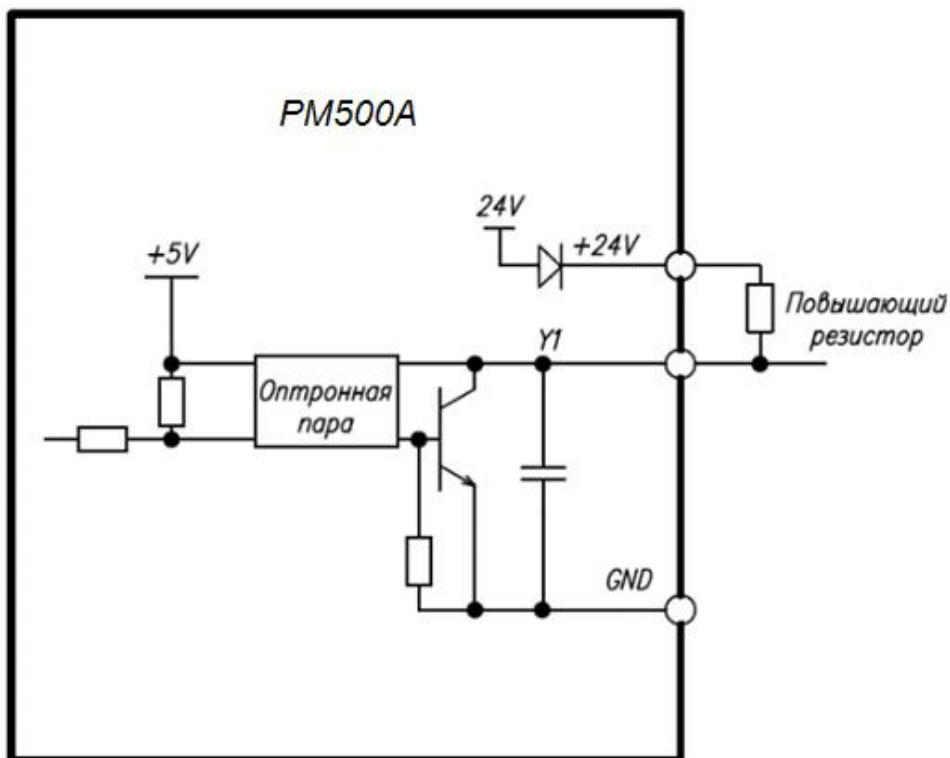 PM500A
24V
+24V
+5V
Повышающий
резистор
Y1
Оптронная
пара
GND